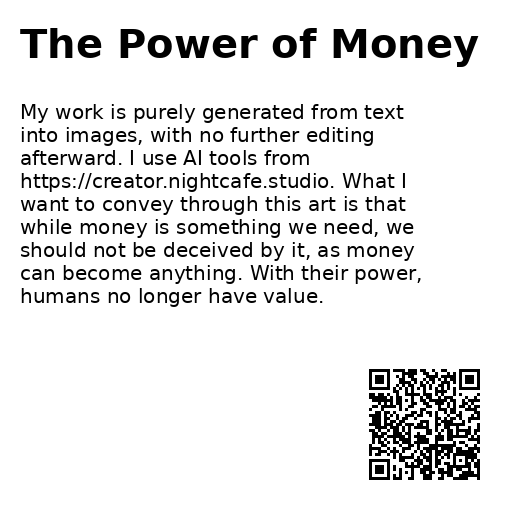 The Power of Money
My work is purely generated from text
into images, with no further editing
afterward. I use AI tools from
https://creator.nightcafe.studio. What I
want to convey through this art is that
while money is something we need, we
should not be deceived by it, as money
can become anything. With their power,
humans no longer have value.